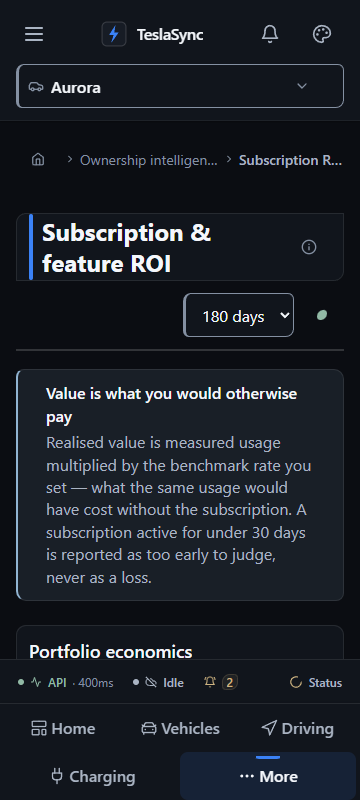 TeslaSync
Aurora
Ownership intelligen...
Subscription R...
Subscription &
feature ROI
180 days
Value is what you would otherwise
pay
Realised value is measured usage
multiplied by the benchmark rate you
set — what the same usage would
have cost without the subscription. A
subscription active for under 30 days
is reported as too early to judge,
never as a loss.
Portfolio economics
API · 400ms
Idle
2
Status
Home
Vehicles
Driving
Charging
More